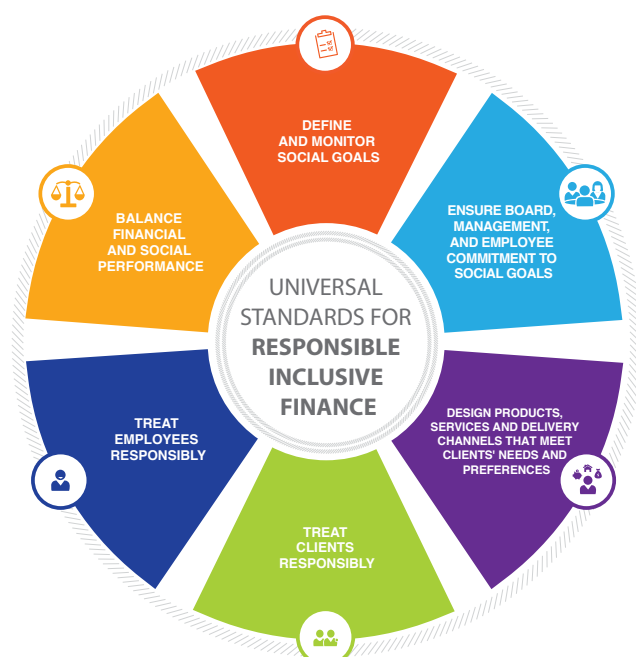 DEFINE
AND MONITOR
SOCIAL GOALS
ENSURE BOARD,
MANAGEMENT,
AND EMPLOYEE
COMMITMENT TO
SOCIAL GOALS
DESIGN PRODUCTS,
SERVICES AND DELIVERY
CHANNELS THAT MEET
CLIENTS' NEEDS AND
PREFERENCES
TREAT
CLIENTS
RESPONSIBLY
TREAT
EMPLOYEES
RESPONSIBLY
BALANCE
FINANCIAL
AND SOCIAL
PERFORMANCE
UNIVERSAL
STANDARDS FOR
RESPONSIBLE
INCLUSIVE
FINANCE